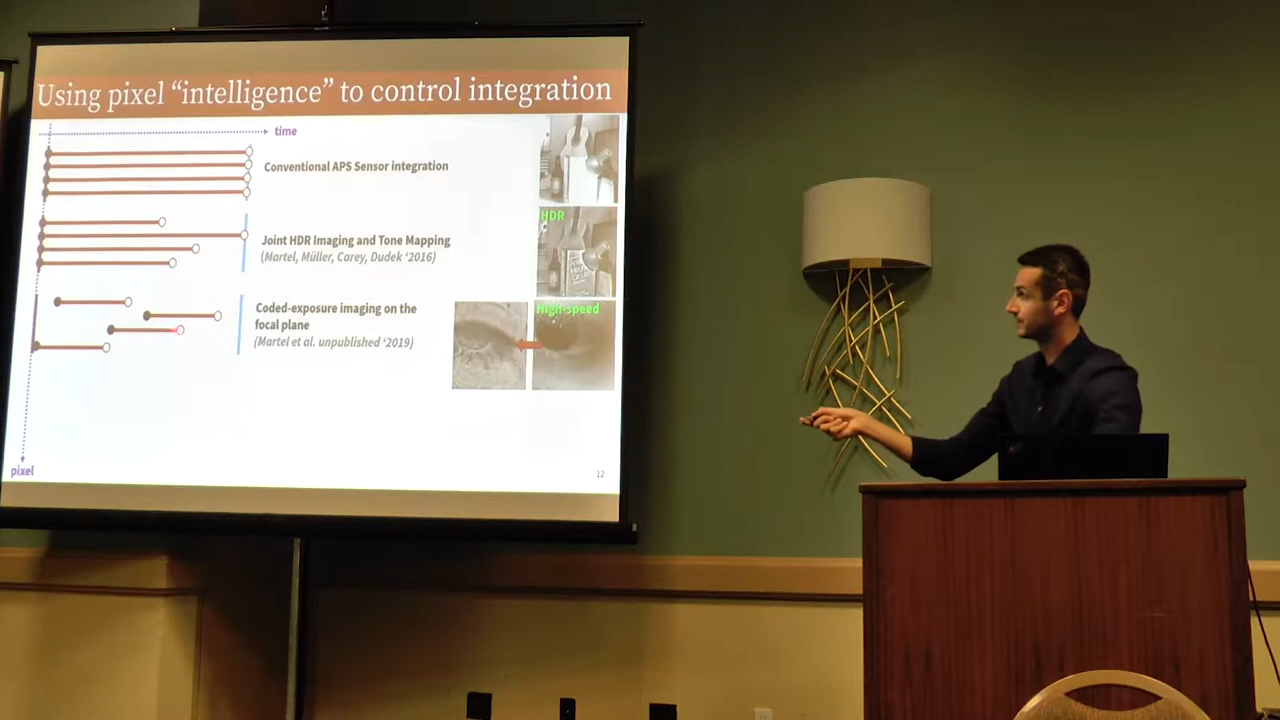 Using pixel “intelligence” to control integration
time
Conventional APS Sensor integration
HDR
Joint HDR Imaging and Tone Mapping
(Martel, Müller, Carey, Dudek ‘2016)
Coded-exposure imaging on the
focal plane
(Martel et al. unpublished ‘2019)
High-speed
pixel
12